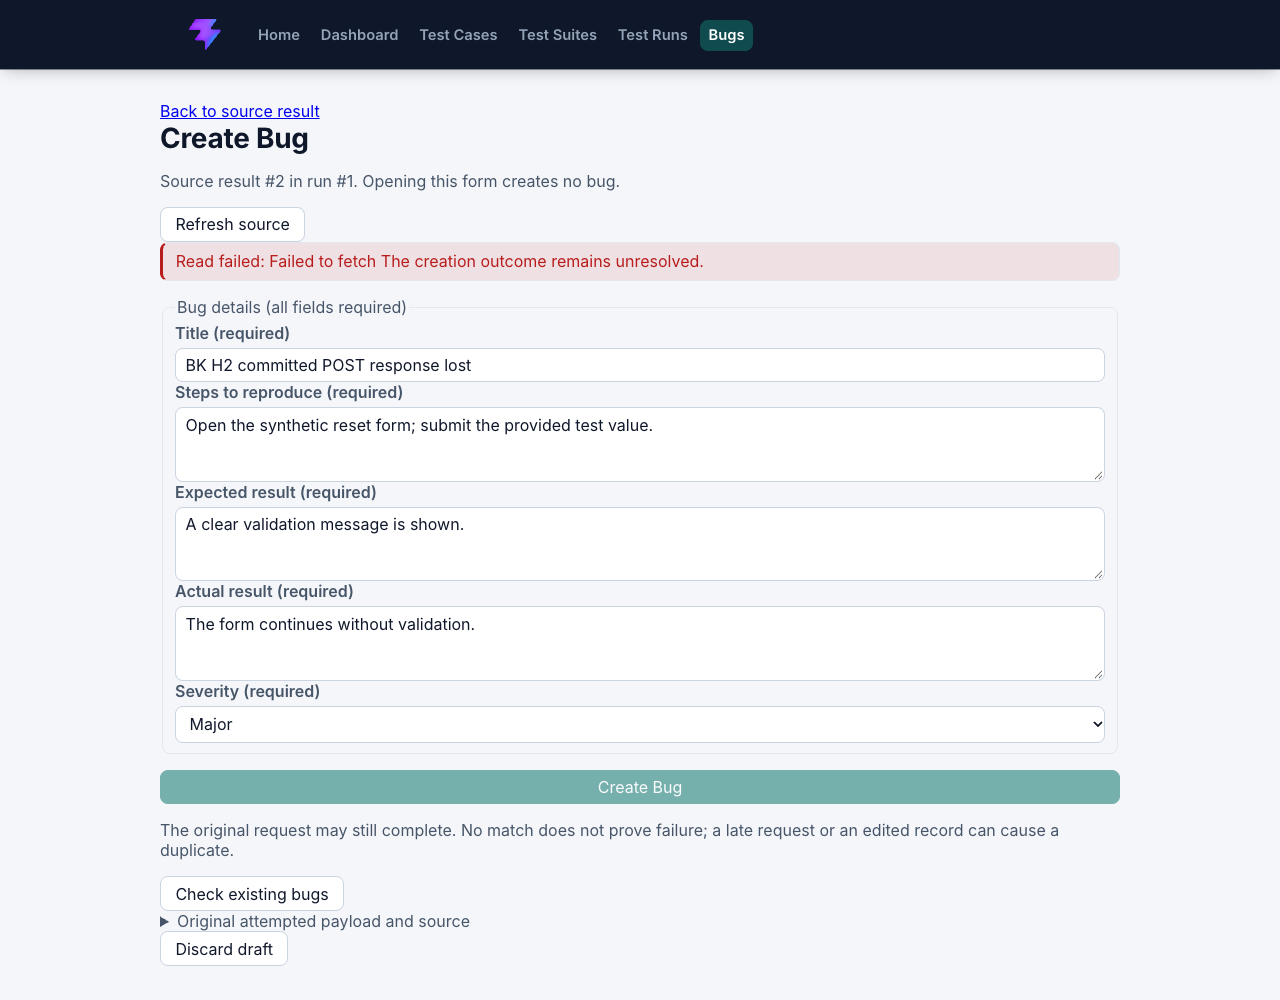 Home Dashboard Test Cases Test Suites Test Runs Bugs
Back to source result
Create Bug
Source result #2 in run #1. Opening this form creates no bug.
Refresh source
Read failed: Failed to fetch The creation outcome remains unresolved.
Bug details (all fields required)
Title (required)
BK H2 committed POST response lost
Steps to reproduce (required)
Open the synthetic reset form; submit the provided test value.
Expected result (required)
A clear validation message is shown.
Actual result (required)
The form continues without validation.
Severity (required)
Major
Create Bug
The original request may still complete. No match does not prove failure; a late request or an edited record can cause a
duplicate.
Check existing bugs
Original attempted payload and source
Discard draft